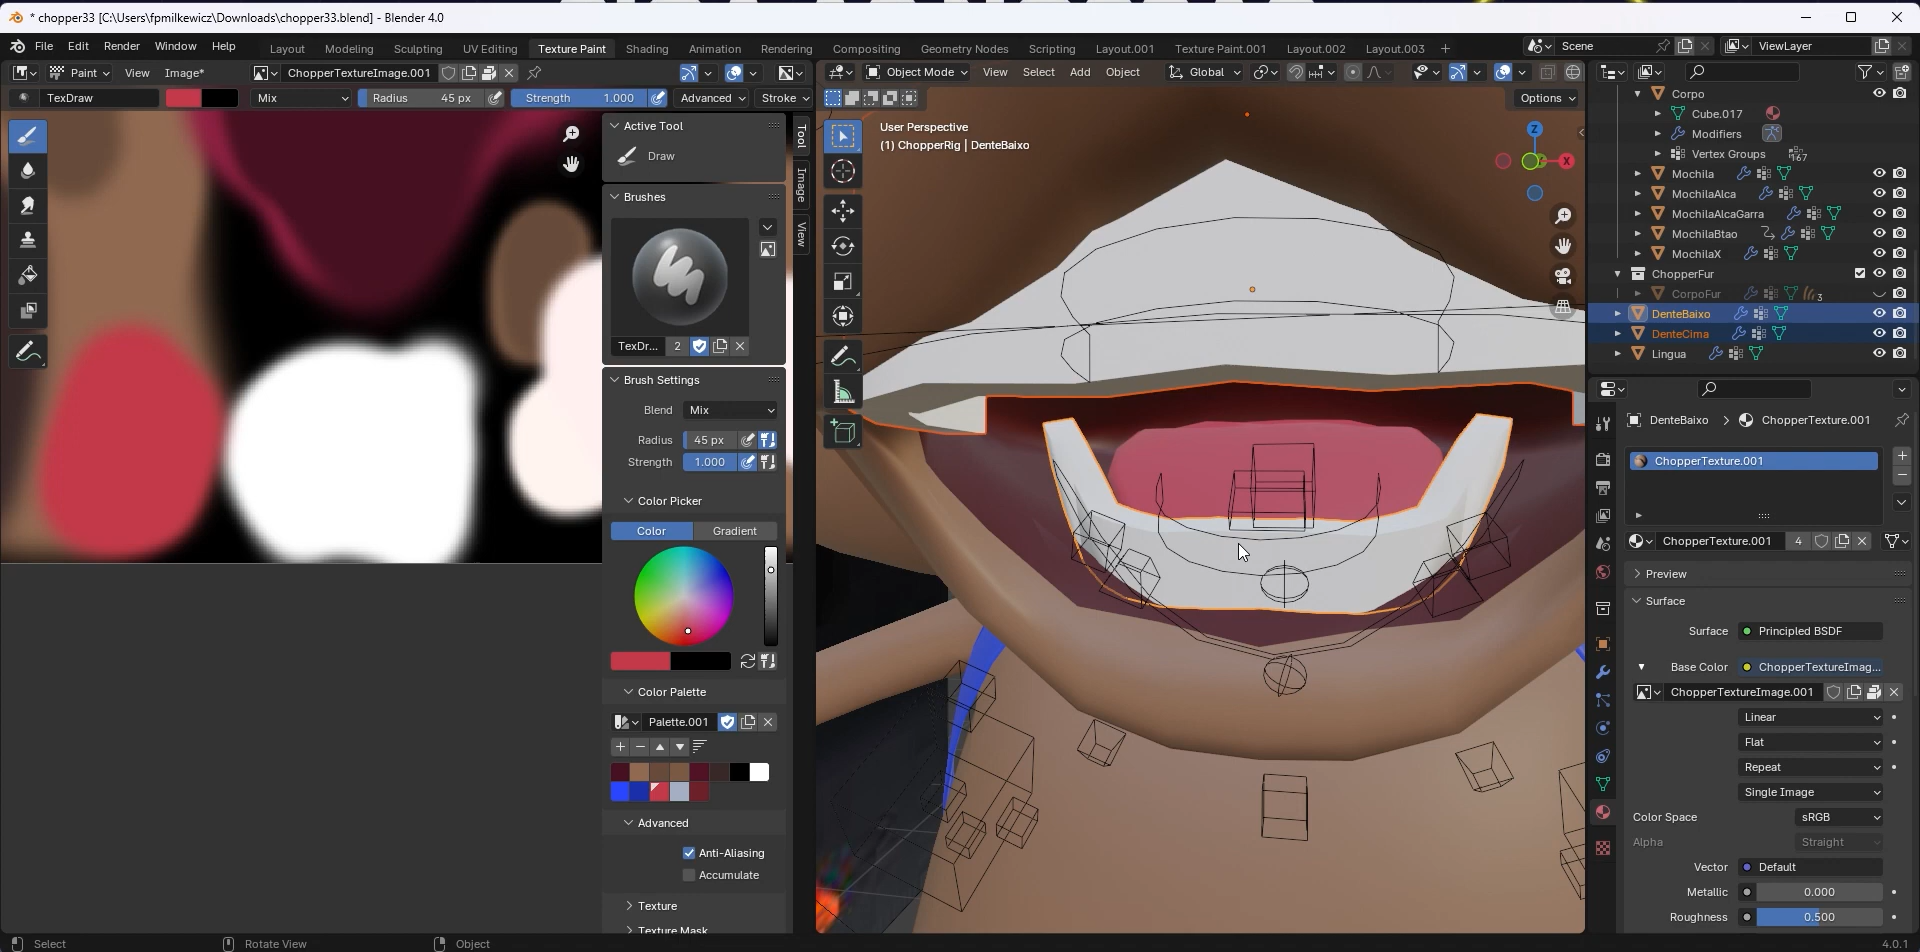 * chopper33 [C:\Users\fpmilkewicz\Downloads\chopper33.blend] - Blender 4.0
File Edit Render Window Help
Layout Modeling Sculpting UV Editing Texture Paint Shading Animation Rendering Compositing Geometry Nodes Scripting Layout.001 Texture Paint.001 Layout.002 Layout.003 +
Scene
ViewLayer
Paint View Image* ChopperTextureImage.001
Object Mode View Select Add Object Global
TexDraw Mix Radius 45 px Strength 1.000 Advanced Stroke
Options
Active Tool
Draw
Brushes
TexDr... 2
Brush Settings
Blend Mix
Radius 45 px
Strength 1.000
Color Picker
Color Gradient
Color Palette
Palette.001
Advanced
Anti-Aliasing
Accumulate
Texture
Texture Mask
Tool
Image
View
User Perspective
(1) ChopperRig | DenteBaixo
Z
X
Corpo
Cube.017
Modifiers
Vertex Groups 167
Mochila
MochilaAlca
MochilaAlcaGarra
MochilaBtao
MochilaX
ChopperFur
CorpoFur 3
DenteBaixo
DenteCima
Lingua
DenteBaixo > ChopperTexture.001
ChopperTexture.001
ChopperTexture.001 4
Preview
Surface
Surface Principled BSDF
Base Color ChopperTextureImag...
ChopperTextureImage.001
Linear
Flat
Repeat
Single Image
Color Space sRGB
Alpha Straight
Vector Default
Metallic 0.000
Roughness 0.500
Select Rotate View Object 4.0.1